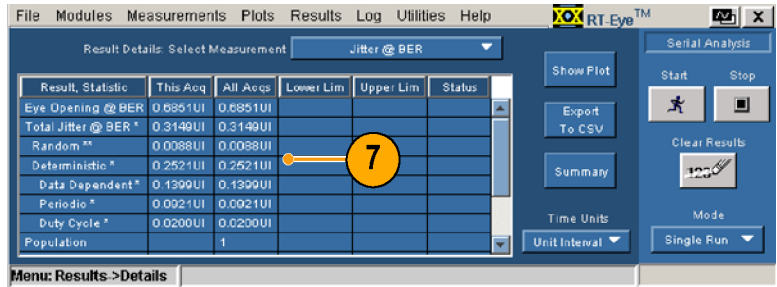 File Modules Measurements Plots Results Log Utilities Help RT-Eye™ X
Result Details: Select Measurement Jitter @ BER
Serial Analysis
Result, Statistic This Acq All Acqs Lower Lim Upper Lim Status
Eye Opening @ BER 0.6851UI 0.6851UI
Total Jitter @ BER * 0.3149UI 0.3149UI
Random ** 0.0088UI 0.0088UI
Deterministic * 0.2521UI 0.2521UI
Data Dependent * 0.1399UI 0.1399UI
Periodic * 0.0921UI 0.0921UI
Duty Cycle * 0.0200UI 0.0200UI
Population 1
7
Show Plot
Export
To CSV
Summary
Time Units
Unit Interval
Start Stop
Clear Results
123
Mode
Single Run
Menu: Results->Details